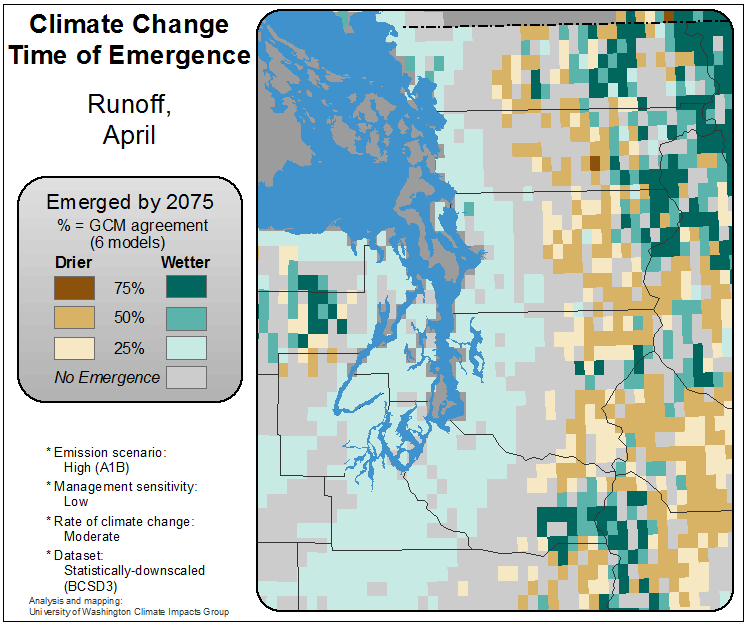 Climate Change
Time of Emergence
Runoff,
April
Emerged by 2075
% = GCM agreement
(6 models)
Drier Wetter
75%
50%
25%
No Emergence
* Emission scenario:
High (A1B)
* Management sensitivity:
Low
* Rate of climate change:
Moderate
* Dataset:
Statistically-downscaled
(BCSD3)
Analysis and mapping:
University of Washington Climate Impacts Group